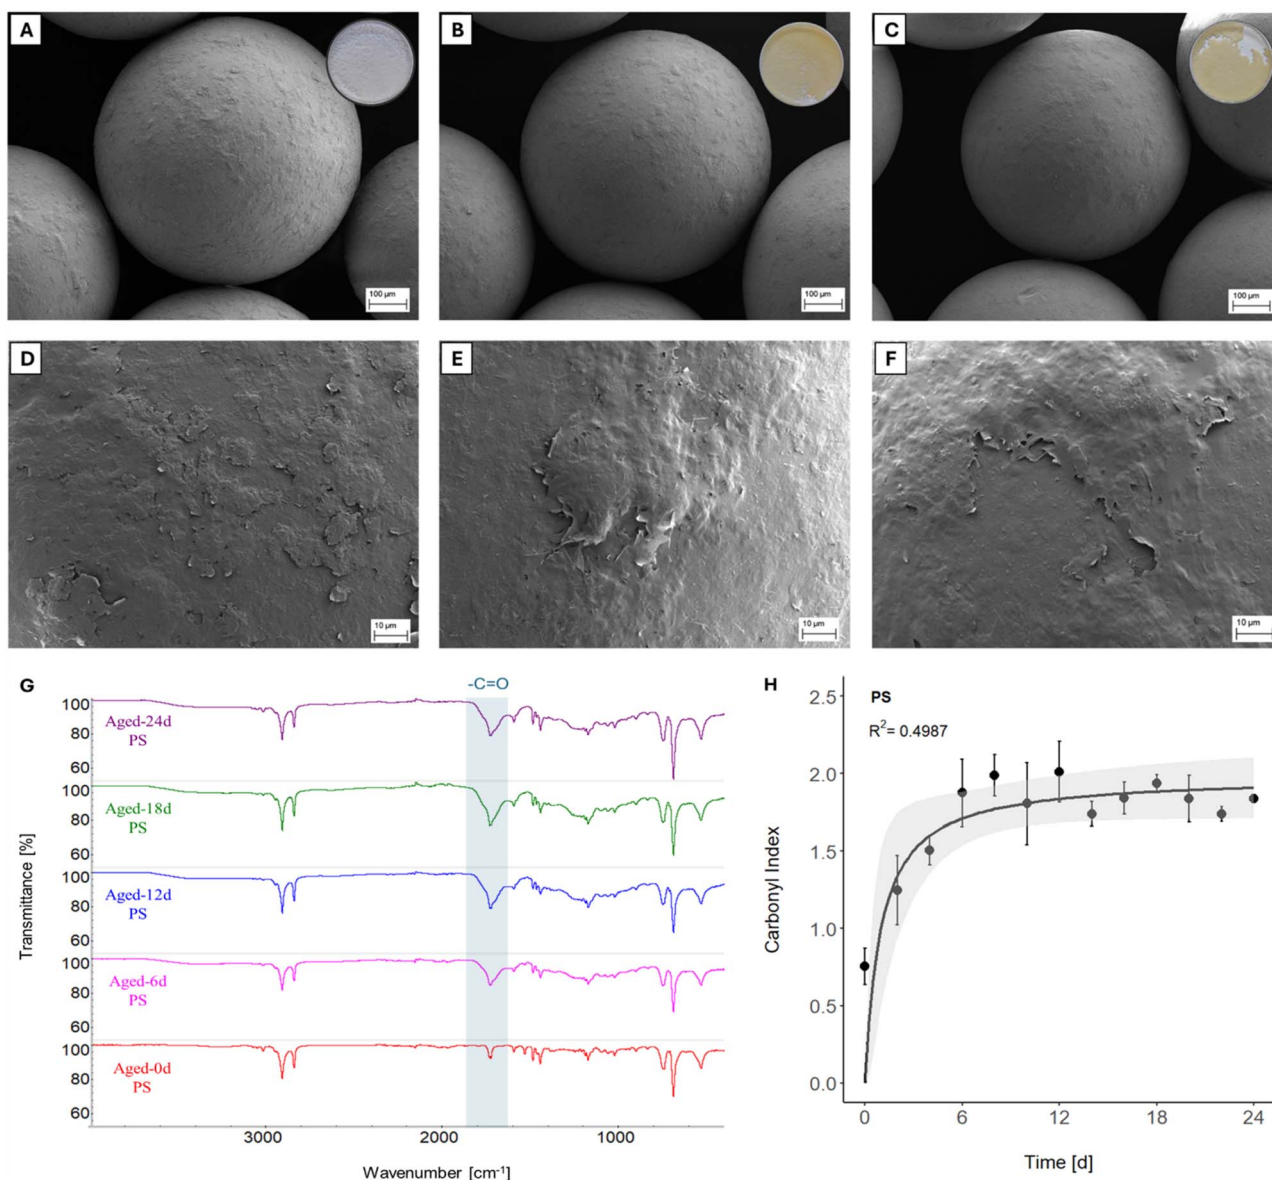 A
B
C
100 µm
100 µm
100 µm
D
E
F
10 µm
10 µm
10 µm
G
-C=O
100
80
60
Aged-24d
PS
100
80
60
Aged-18d
PS
100
80
60
Aged-12d
PS
100
80
60
Aged-6d
PS
100
80
60
Aged-0d
PS
Transmittance [%]
3000 2000 1000
Wavenumber [cm⁻¹]
H
PS
R²= 0.4987
2.5
2.0
1.5
1.0
0.5
0.0
Carbonyl Index
0 6 12 18 24
Time [d]